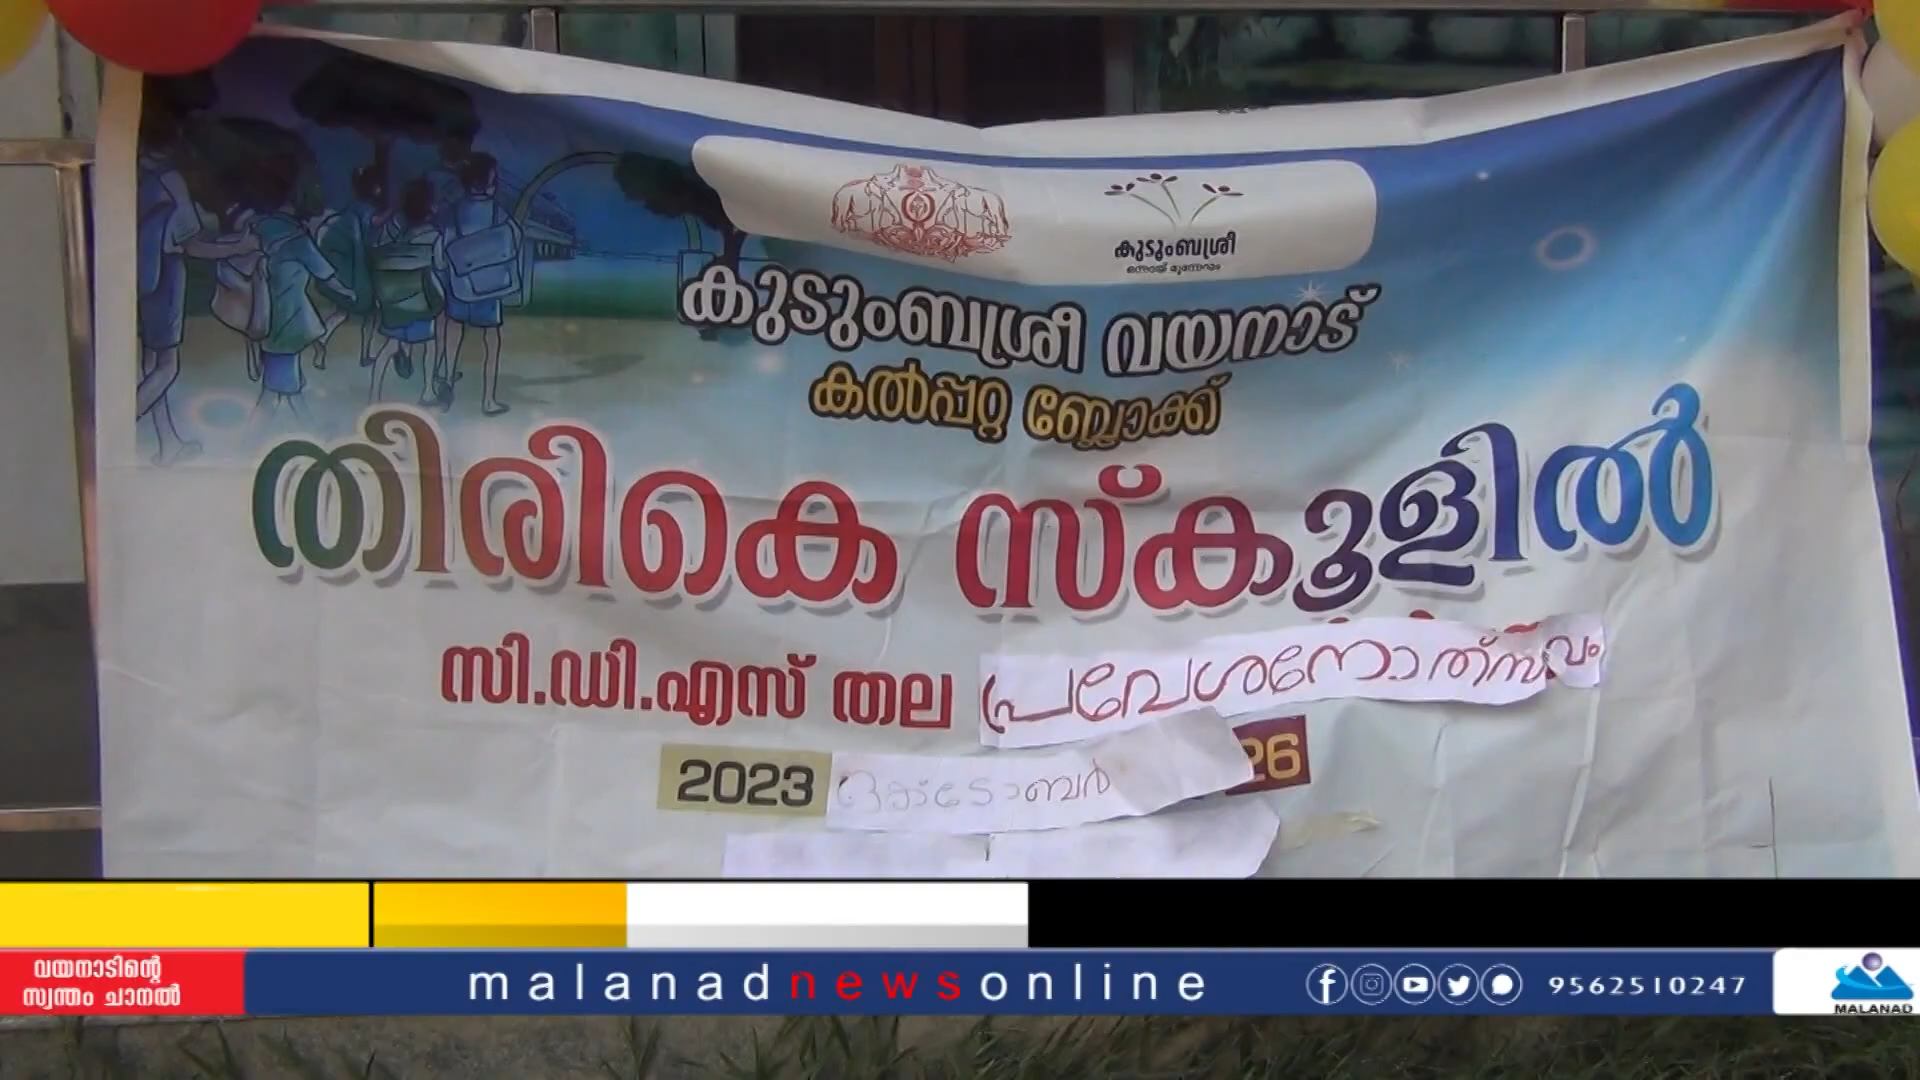 കുടുംബശ്രീ
കുടുംബശ്രീ വയനാട്
കൽപ്പറ്റ ബ്ലോക്ക്
തിരികെ സ്കൂളിൽ
സി.ഡി.എസ് തല പ്രവേശനോത്സവം
2023 ഒക്ടോബർ 26
വയനാടിന്റെ
സ്വന്തം ചാനൽ
malanadnewsonline
9562510247
MALANAD